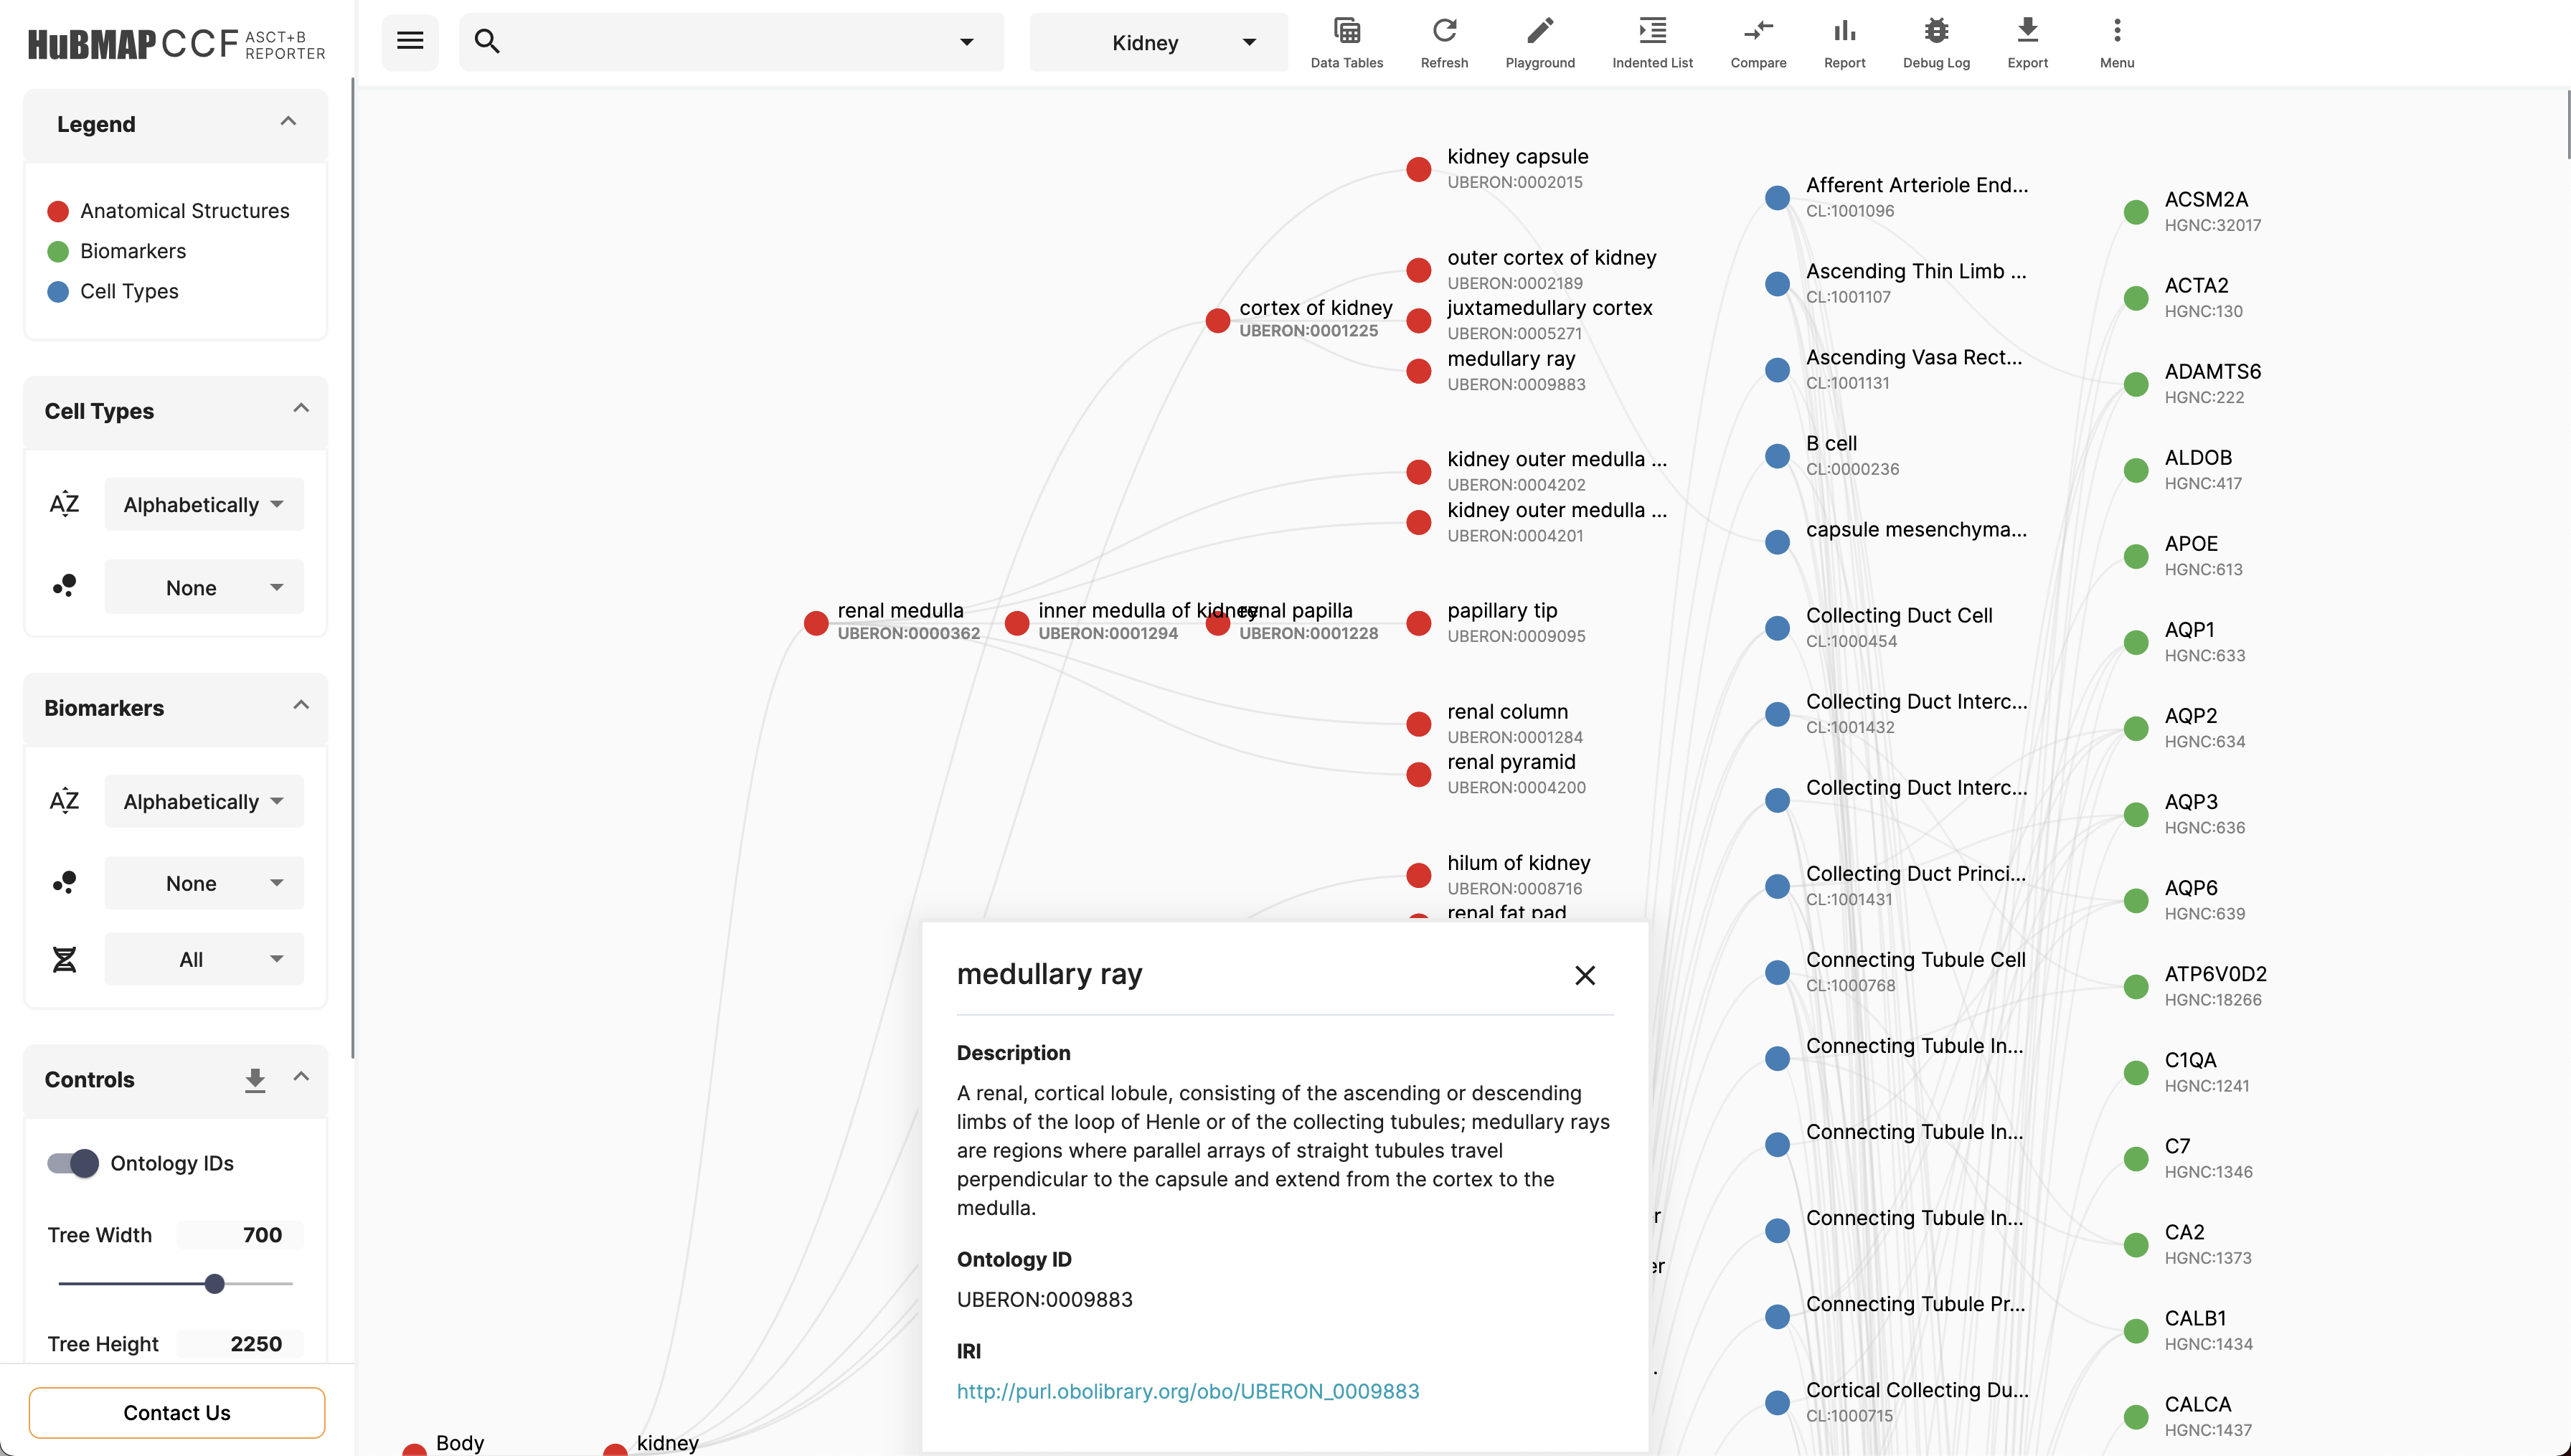 HuBMAP CCF ASCT+B REPORTER
Kidney
Data Tables
Refresh
Playground
Indented List
Compare
Report
Debug Log
Export
Menu
Legend
Anatomical Structures
Biomarkers
Cell Types
Cell Types
Alphabetically
None
Biomarkers
Alphabetically
None
All
Controls
Ontology IDs
Tree Width 700
Tree Height 2250
Contact Us
Body
kidney
renal medulla
UBERON:0000362
inner medulla of kidney
UBERON:0001294
cortex of kidney
UBERON:0001225
renal papilla
UBERON:0001228
kidney capsule
UBERON:0002015
outer cortex of kidney
UBERON:0002189
juxtamedullary cortex
UBERON:0005271
medullary ray
UBERON:0009883
kidney outer medulla ...
UBERON:0004202
kidney outer medulla ...
UBERON:0004201
papillary tip
UBERON:0009095
renal column
UBERON:0001284
renal pyramid
UBERON:0004200
hilum of kidney
UBERON:0008716
renal fat pad
medullary ray
Description
A renal, cortical lobule, consisting of the ascending or descending
limbs of the loop of Henle or of the collecting tubules; medullary rays
are regions where parallel arrays of straight tubules travel
perpendicular to the capsule and extend from the cortex to the
medulla.
Ontology ID
UBERON:0009883
IRI
http://purl.obolibrary.org/obo/UBERON_0009883
Afferent Arteriole End...
CL:1001096
Ascending Thin Limb ...
CL:1001107
Ascending Vasa Rect...
CL:1001131
B cell
CL:0000236
capsule mesenchyma...
Collecting Duct Cell
CL:1000454
Collecting Duct Interc...
CL:1001432
Collecting Duct Interc...
Collecting Duct Princi...
CL:1001431
Connecting Tubule Cell
CL:1000768
Connecting Tubule In...
Connecting Tubule In...
Connecting Tubule In...
Connecting Tubule Pr...
Cortical Collecting Du...
CL:1000715
ACSM2A
HGNC:32017
ACTA2
HGNC:130
ADAMTS6
HGNC:222
ALDOB
HGNC:417
APOE
HGNC:613
AQP1
HGNC:633
AQP2
HGNC:634
AQP3
HGNC:636
AQP6
HGNC:639
ATP6V0D2
HGNC:18266
C1QA
HGNC:1241
C7
HGNC:1346
CA2
HGNC:1373
CALB1
HGNC:1434
CALCA
HGNC:1437